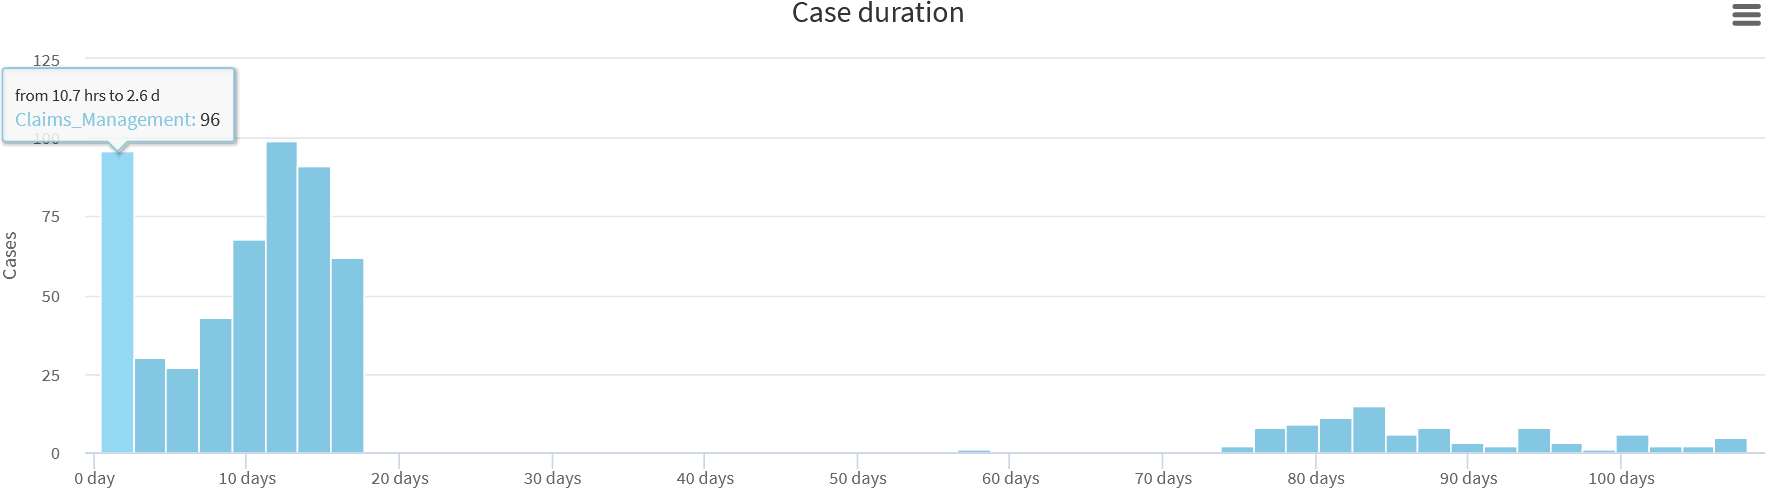 Case duration
125
from 10.7 hrs to 2.6 d
Claims_Management: 96
100
75
50
25
0
Cases
0 day 10 days 20 days 30 days 40 days 50 days 60 days 70 days 80 days 90 days 100 days